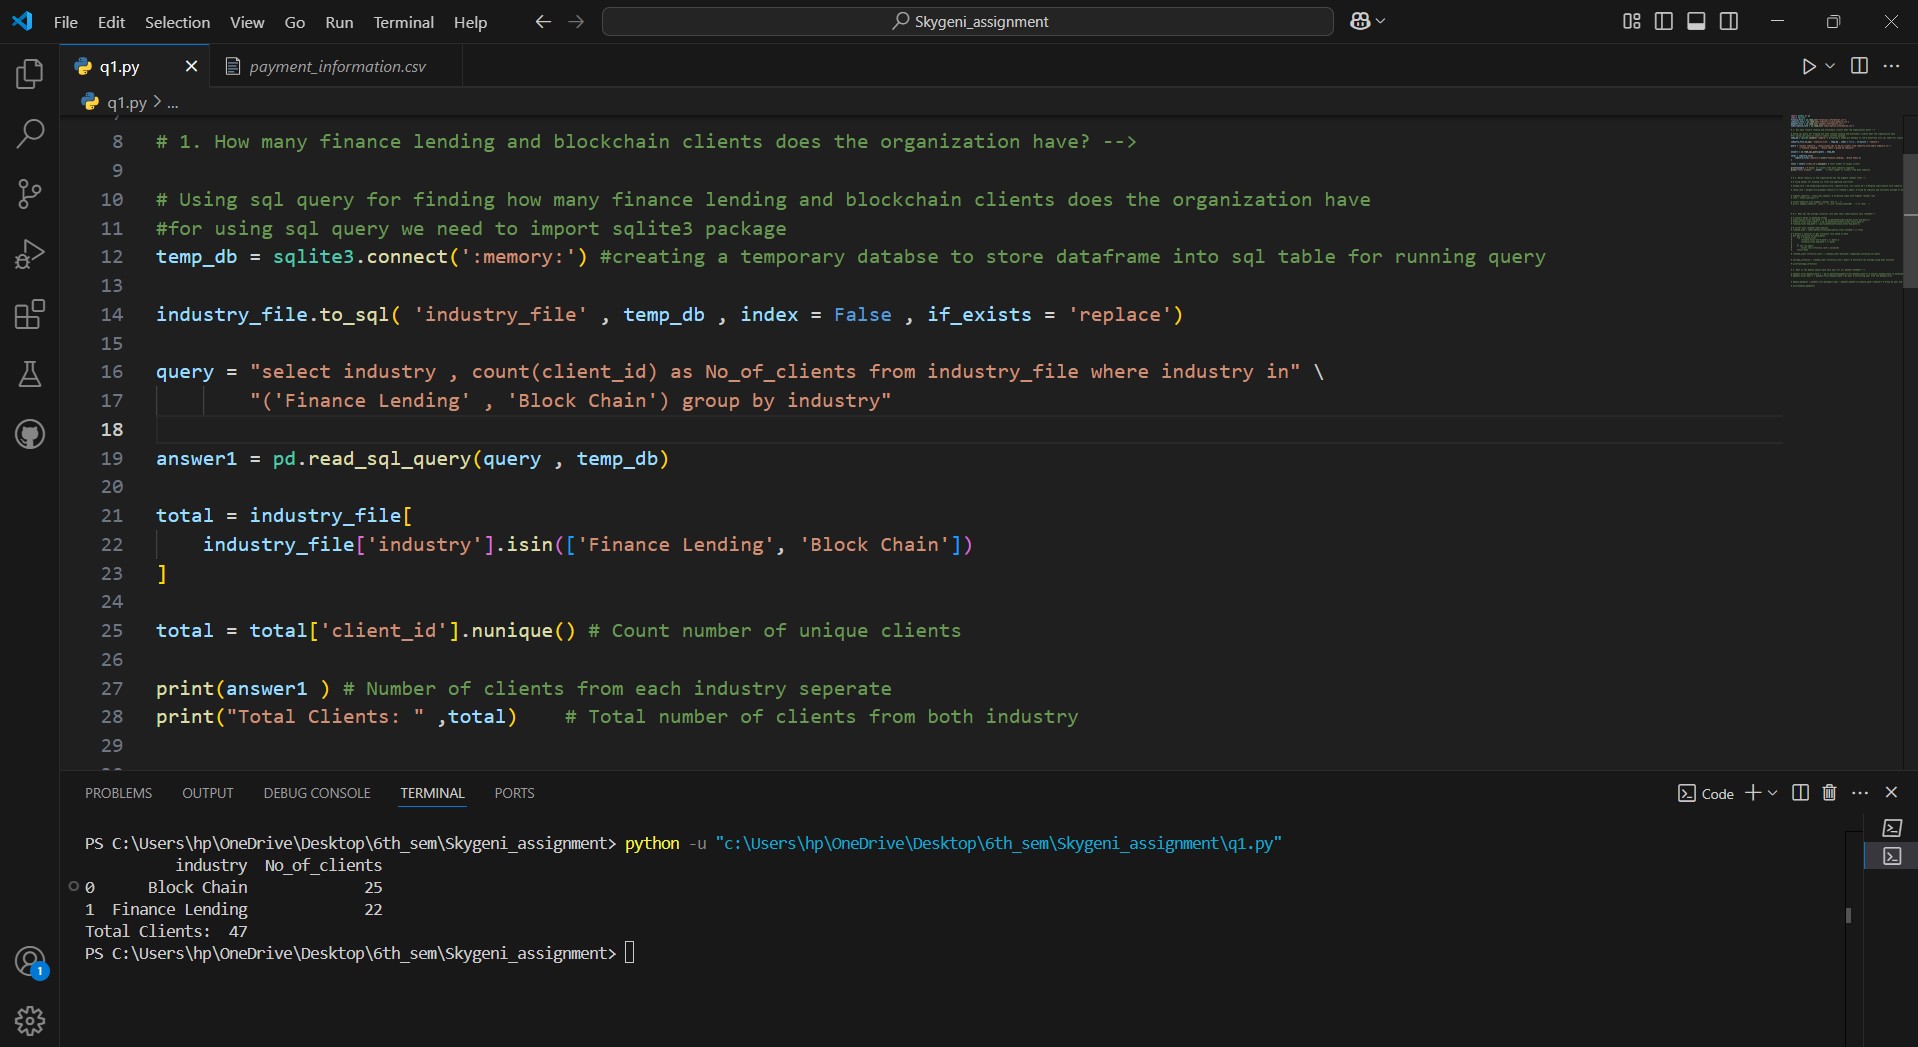 File Edit Selection View Go Run Terminal Help
Skygeni_assignment
q1.py
payment_information.csv
q1.py > ...
8 # 1. How many finance lending and blockchain clients does the organization have? -->
9
10 # Using sql query for finding how many finance lending and blockchain clients does the organization have
11 #for using sql query we need to import sqlite3 package
12 temp_db = sqlite3.connect(':memory:') #creating a temporary databse to store dataframe into sql table for running query
13
14 industry_file.to_sql( 'industry_file' , temp_db , index = False , if_exists = 'replace')
15
16 query = "select industry , count(client_id) as No_of_clients from industry_file where industry in" \
17 "('Finance Lending' , 'Block Chain') group by industry"
18
19 answer1 = pd.read_sql_query(query , temp_db)
20
21 total = industry_file[
22 industry_file['industry'].isin(['Finance Lending', 'Block Chain'])
23 ]
24
25 total = total['client_id'].nunique() # Count number of unique clients
26
27 print(answer1 ) # Number of clients from each industry seperate
28 print("Total Clients: " ,total) # Total number of clients from both industry
29
PROBLEMS OUTPUT DEBUG CONSOLE TERMINAL PORTS
Code
PS C:\Users\hp\OneDrive\Desktop\6th_sem\Skygeni_assignment> python -u "c:\Users\hp\OneDrive\Desktop\6th_sem\Skygeni_assignment\q1.py"
industry No_of_clients
0 Block Chain 25
1 Finance Lending 22
Total Clients: 47
PS C:\Users\hp\OneDrive\Desktop\6th_sem\Skygeni_assignment>
1